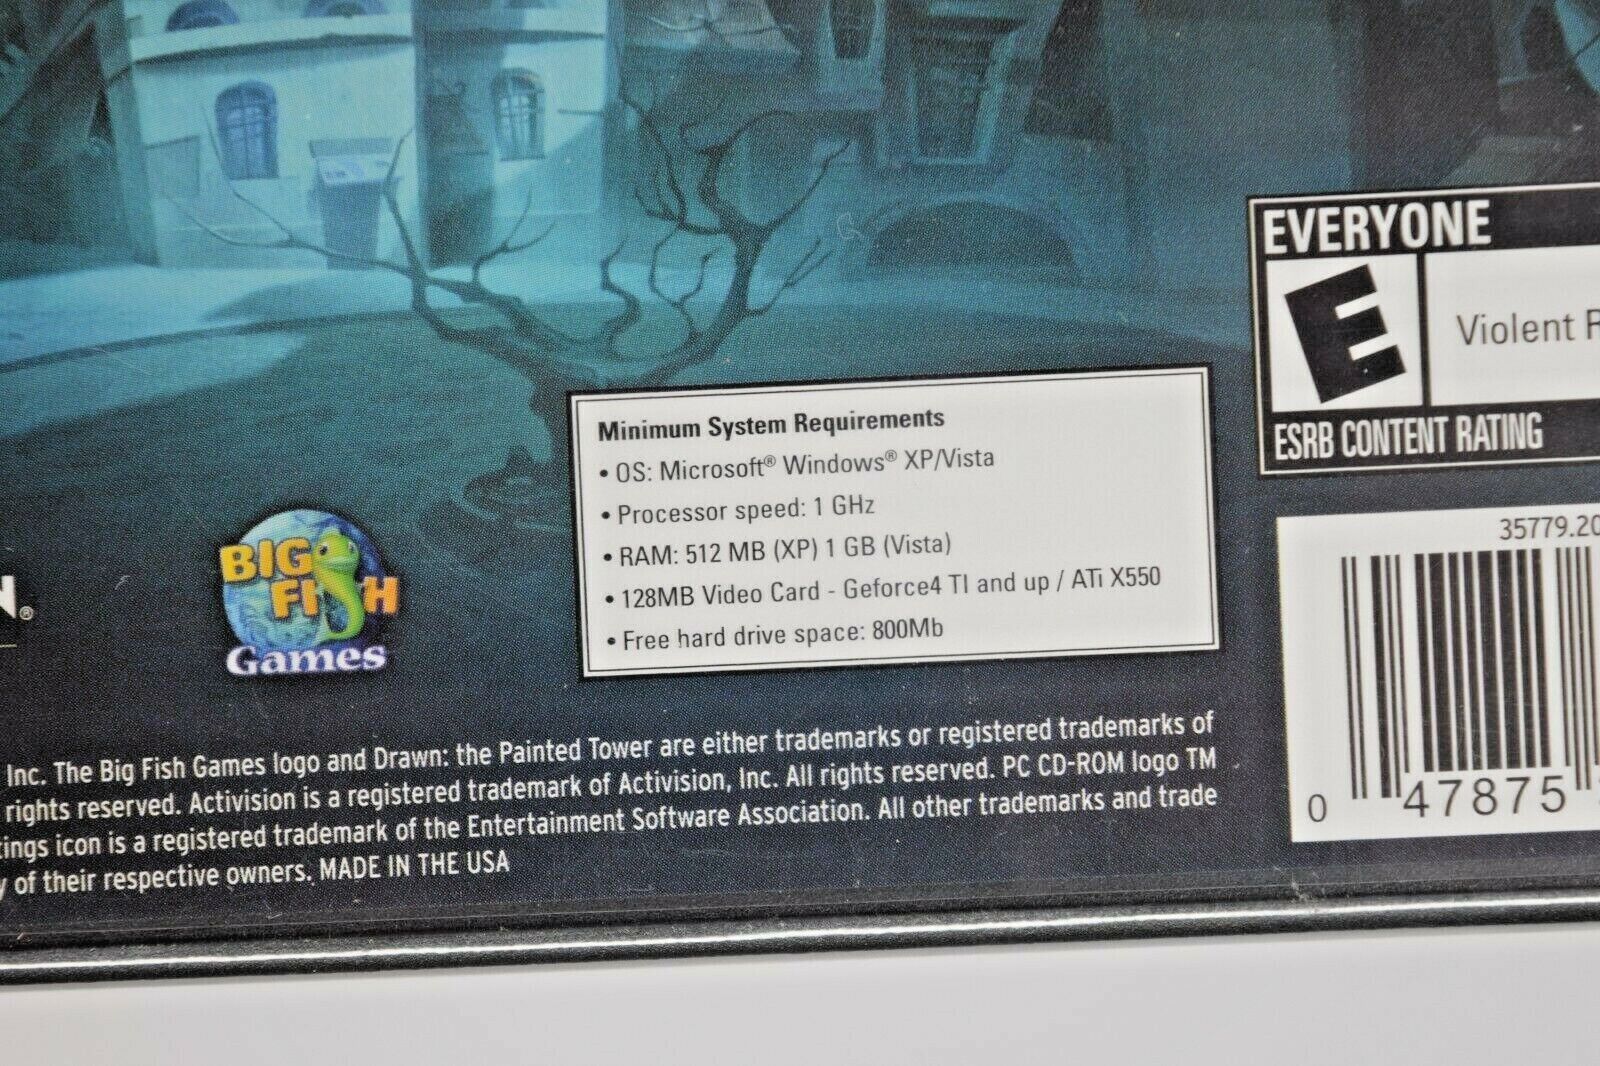 EVERYONE
E
Violent
ESRB CONTENT RATING
Minimum System Requirements
• OS: Microsoft® Windows® XP/Vista
• Processor speed: 1 GHz
• RAM: 512 MB (XP) 1 GB (Vista)
• 128MB Video Card - Geforce4 TI and up / ATi X550
• Free hard drive space: 800Mb
BIG
FISH
Games
N®
35779.20
0 47875
Inc. The Big Fish Games logo and Drawn: the Painted Tower are either trademarks or registered trademarks of
rights reserved. Activision is a registered trademark of Activision, Inc. All rights reserved. PC CD-ROM logo TM
icon is a registered trademark of the Entertainment Software Association. All other trademarks and trade
of their respective owners. MADE IN THE USA